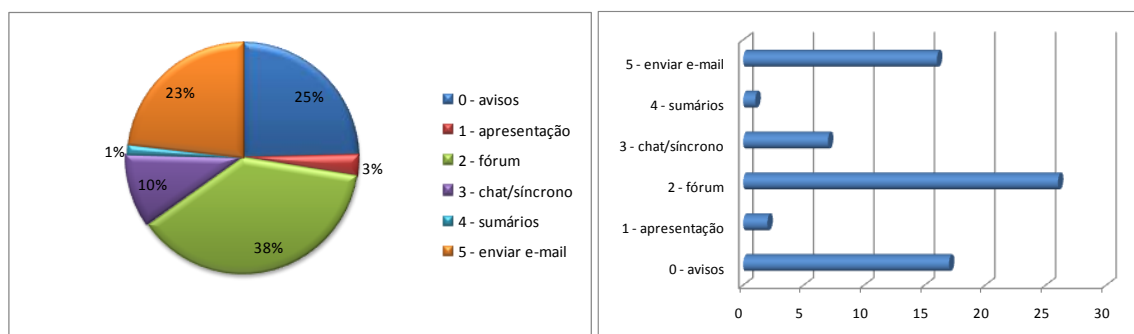 23%
25%
1%
3%
10%
38%
0 - avisos
1 - apresentação
2 - fórum
3 - chat/síncrono
4 - sumários
5 - enviar e-mail
5 - enviar e-mail
4 - sumários
3 - chat/síncrono
2 - fórum
1 - apresentação
0 - avisos
0 5 10 15 20 25 30